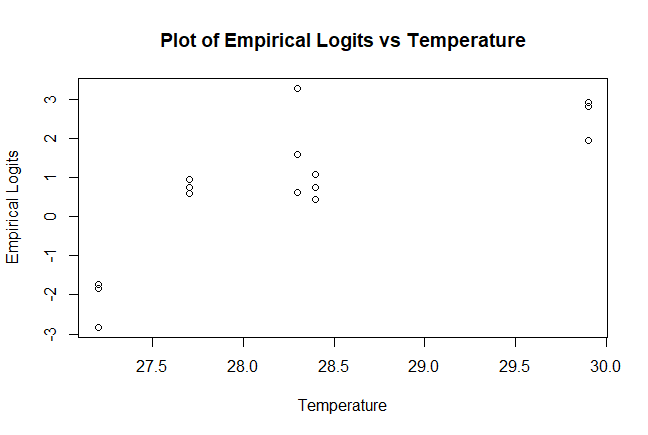 Plot of Empirical Logits vs Temperature
Empirical Logits
3
2
1
0
-1
-2
-3
27.5 28.0 28.5 29.0 29.5 30.0
Temperature